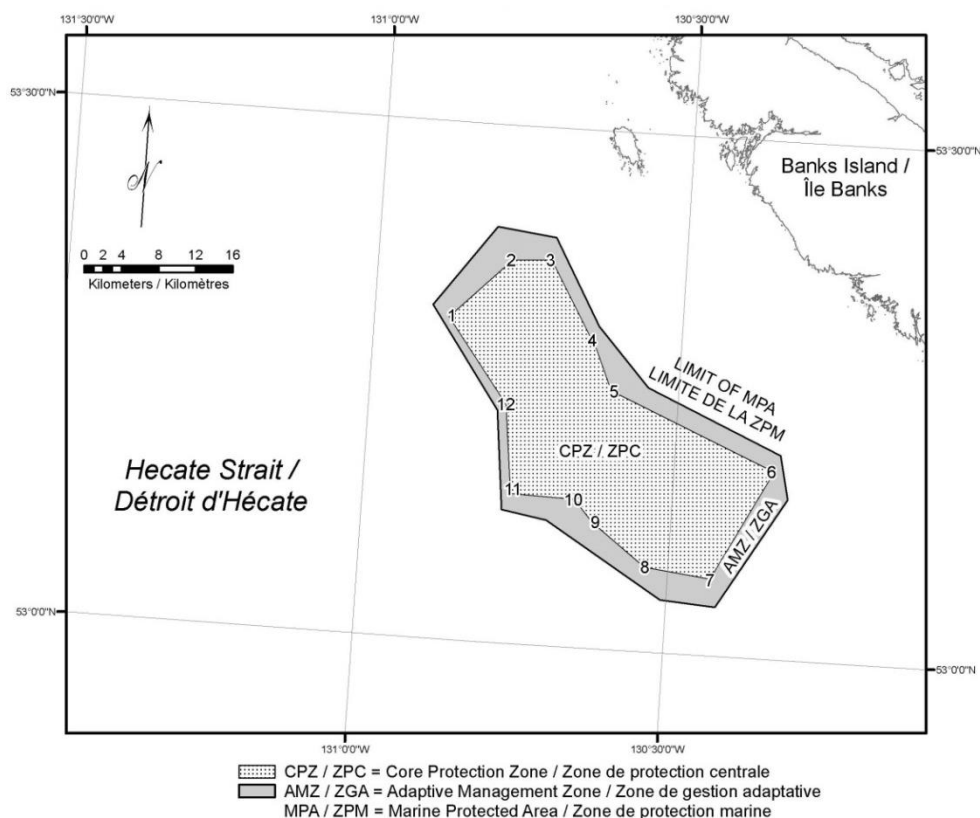 131°30'0"W
131°0'0"W
130°30'0"W
53°30'0"N
53°30'0"N
N
Banks Island /
Île Banks
0 2 4 8 12 16
Kilometers / Kilomètres
2
3
1
4
LIMIT OF MPA
LIMITE DE LA ZPM
5
12
CPZ / ZPC
6
Hecate Strait /
Détroit d'Hécate
11
10
9
AMZ / ZGA
8
7
53°0'0"N
53°0'0"N
131°0'0"W
130°30'0"W
CPZ / ZPC = Core Protection Zone / Zone de protection centrale
AMZ / ZGA = Adaptive Management Zone / Zone de gestion adaptative
MPA / ZPM = Marine Protected Area / Zone de protection marine